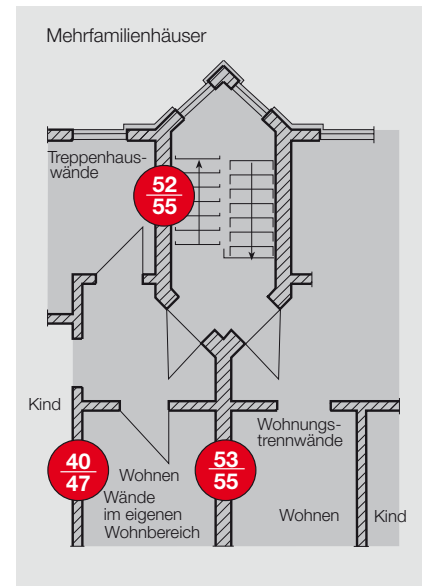 Mehrfamilienhäuser
Treppenhaus-
wände
52
55
Kind
Wohnungs-
trennwände
40
47
Wohnen
53
55
Wände
im eigenen
Wohnbereich
Wohnen
Kind